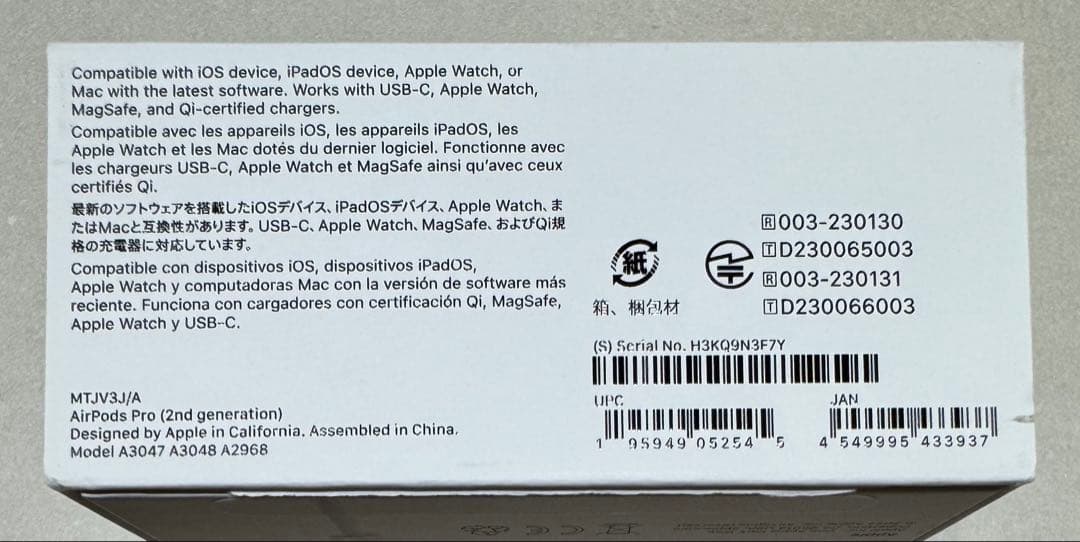 Compatible with iOS device, iPadOS device, Apple Watch, or
Mac with the latest software. Works with USB-C, Apple Watch,
MagSafe, and Qi-certified chargers.
Compatible avec les appareils iOS, les appareils iPadOS, les
Apple Watch et les Mac dotés du dernier logiciel. Fonctionne avec
les chargeurs USB-C, Apple Watch et MagSafe ainsi qu'avec ceux
certifiés Qi.
最新のソフトウェアを搭載したiOSデバイス、iPadOSデバイス、Apple Watch、ま
たはMacと互換性があります。USB-C、Apple Watch、MagSafe、およびQi規
格の充電器に対応しています。
Compatible con dispositivos iOS, dispositivos iPadOS,
Apple Watch y computadoras Mac con la versión de software más
reciente. Funciona con cargadores con certificación Qi, MagSafe,
Apple Watch y USB-C.
MTJV3J/A
AirPods Pro (2nd generation)
Designed by Apple in California. Assembled in China.
Model A3047 A3048 A2968
紙
箱、梱包材
R 003-230130
T D230065003
R 003-230131
T D230066003
(S) Serial No. H3KQ9N3F7Y
UPC
1 95949 05254 5
JAN
4 549995 433937